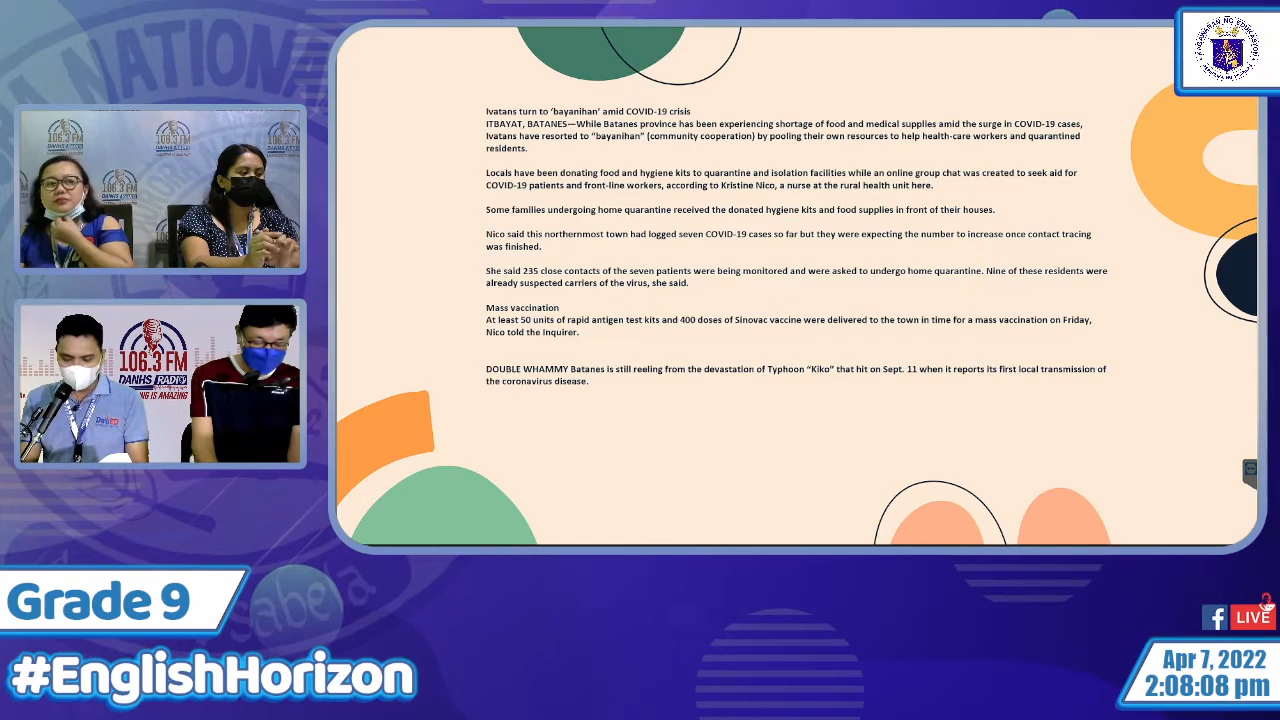 Ivatans turn to ‘bayanihan’ amid COVID-19 crisis
ITBAYAT, BATANES—While Batanes province has been experiencing shortage of food and medical supplies amid the surge in COVID-19 cases,
Ivatans have resorted to “bayanihan” (community cooperation) by pooling their own resources to help health-care workers and quarantined
residents.
Locals have been donating food and hygiene kits to quarantine and isolation facilities while an online group chat was created to seek aid for
COVID-19 patients and front-line workers, according to Kristine Nico, a nurse at the rural health unit here.
Some families undergoing home quarantine received the donated hygiene kits and food supplies in front of their houses.
Nico said this northernmost town had logged seven COVID-19 cases so far but they were expecting the number to increase once contact tracing
was finished.
She said 235 close contacts of the seven patients were being monitored and were asked to undergo home quarantine. Nine of these residents were
already suspected carriers of the virus, she said.
Mass vaccination
At least 50 units of rapid antigen test kits and 400 doses of Sinovac vaccine were delivered to the town in time for a mass vaccination on Friday,
Nico told the Inquirer.
DOUBLE WHAMMY Batanes is still reeling from the devastation of Typhoon “Kiko” that hit on Sept. 11 when it reports its first local transmission of
the coronavirus disease.
106.3 FM
106.3 FM
DANHS RADIO
NG IS AMAZING
Grade 9
#EnglishHorizon
LIVE
Apr 7, 2022
2:08:08 pm